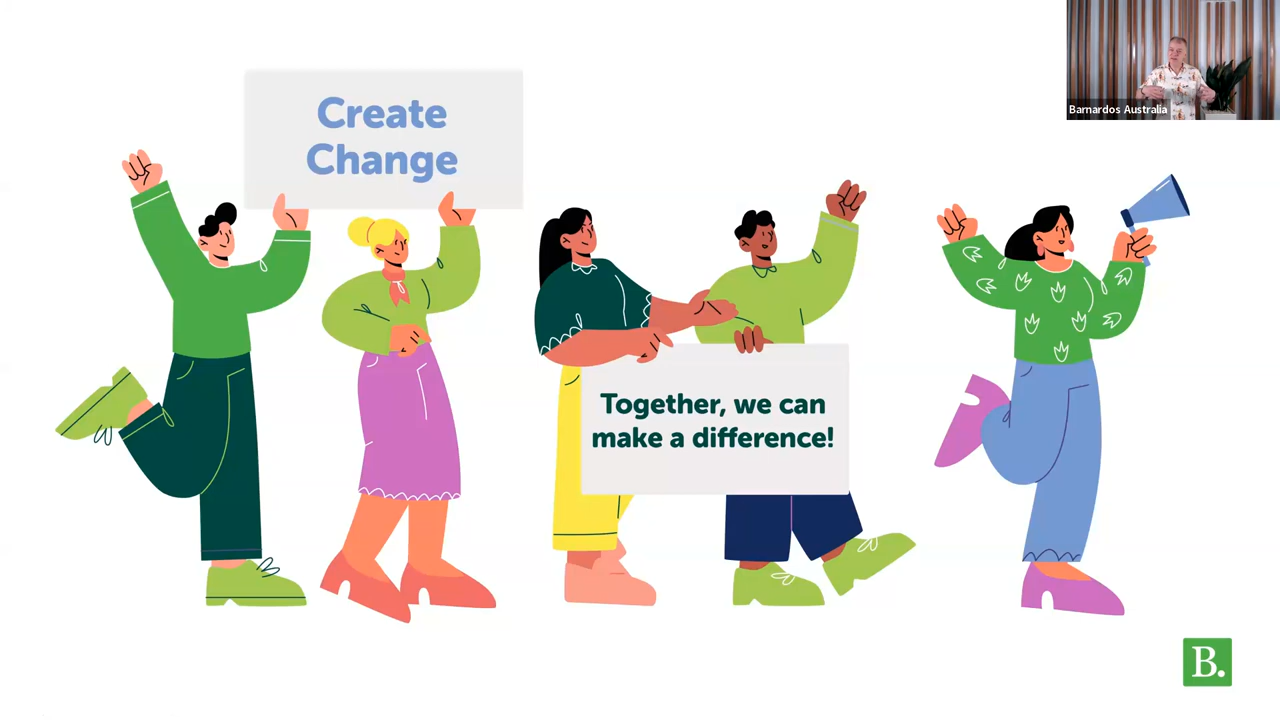 Create
Change
Barnardos Australia
Together, we can
make a difference!
B.